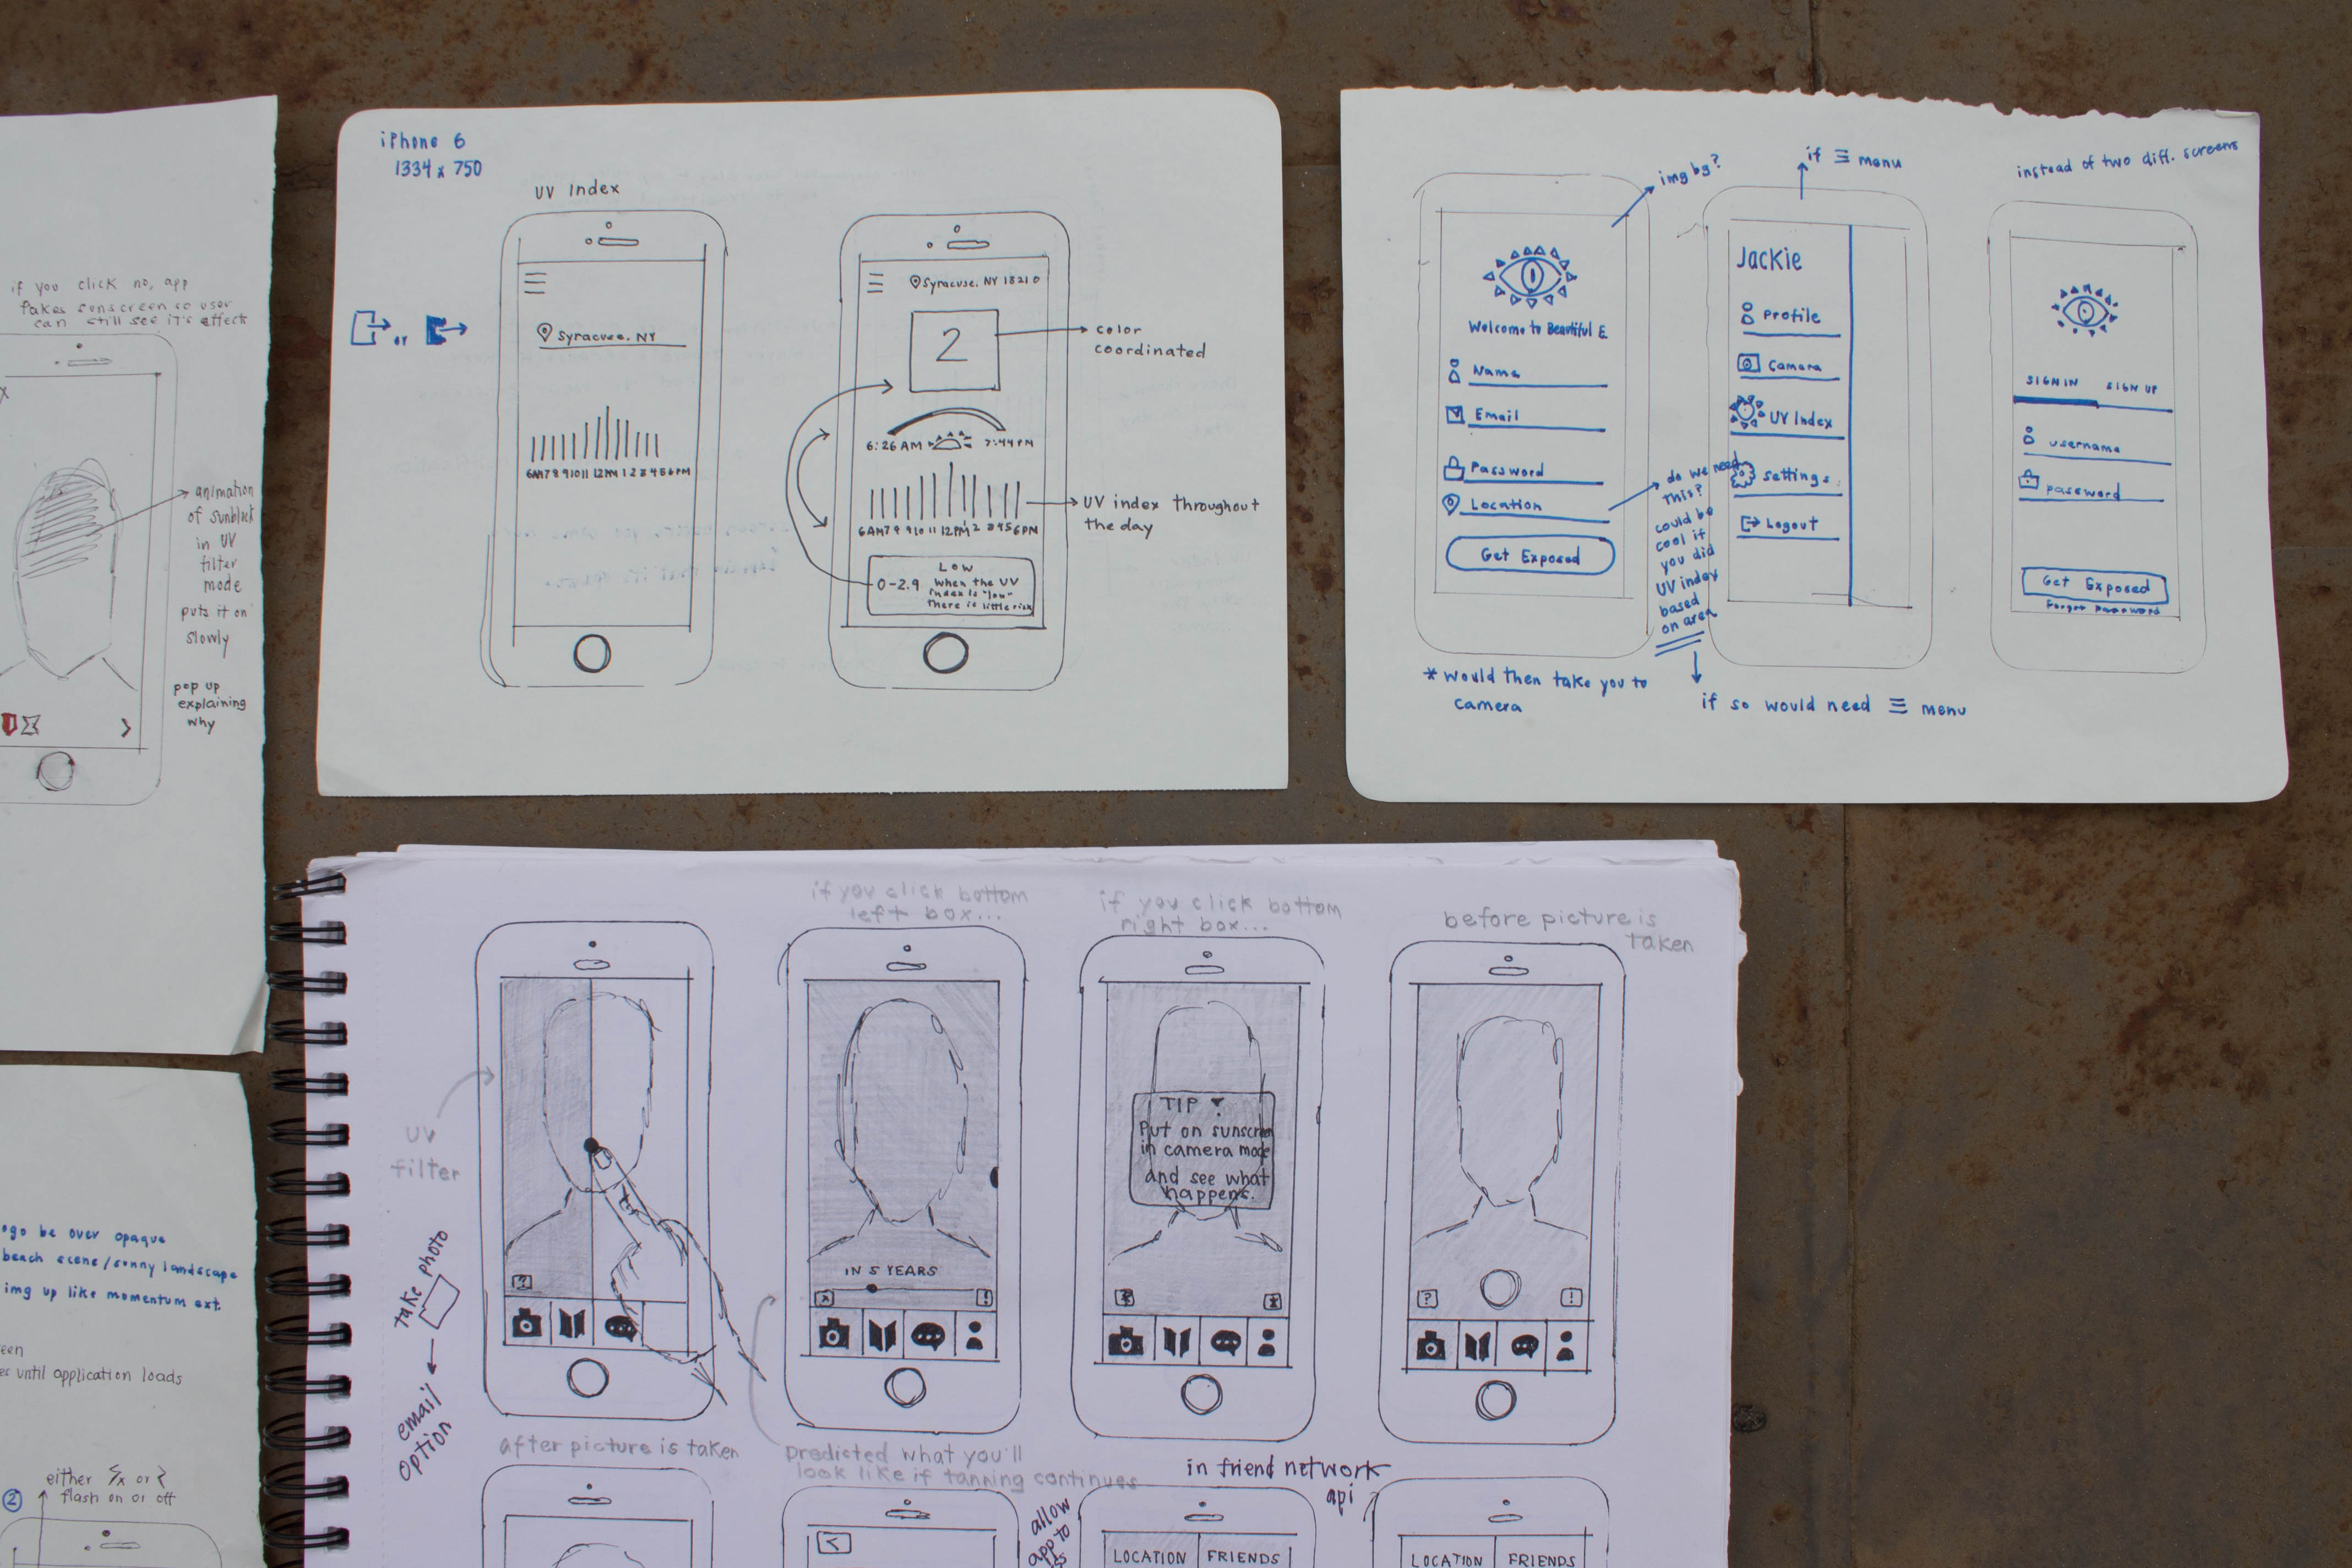 if you click no, app
fakes sunscreen so user
can still see it's effect
animation
of sunblock
in UV
filter
mode
puts it on
slowly
pop up
explaining
why
iPhone 6
1334 x 750
UV Index
or
Syracuse, NY
6AM 7 8 9 10 11 12PM 1 2 3 4 5 6PM
Syracuse, NY 13210
2
color
coordinated
6:26 AM
7:44 PM
6AM 7 8 9 10 11 12PM 1 2 3 4 5 6PM
UV index throughout
the day
LOW
0-2.9
When the UV
index is "low"
there is little risk
img bg?
Welcome to Beautiful E.
Name
Email
Password
Location
Get Exposed
* would then take you to
camera
do we need
this?
could be
cool if
you did
UV index
based
on area
if so would need ☰ menu
if ☰ menu
Jackie
Profile
Camera
UV Index
Settings
Logout
instead of two diff. screens
SIGN IN
SIGN UP
username
password
Get Exposed
Forgot password
ogo be over opaque
beach scene/sunny landscape
img up like momentum ext.
een
es until application loads
2
either
x or
flash on or off
UV
filter
take photo
email
option
?
after picture is taken
if you click bottom
left box...
IN 5 YEARS
x
!
predicted what you'll
look like if tanning continues
if you click bottom
right box...
TIP
Put on sunscreen
in camera mode
and see what
happens.
before picture is
taken
?
!
in friend network
api
allow
app to
<
LOCATION
FRIENDS
LOCATION
FRIENDS